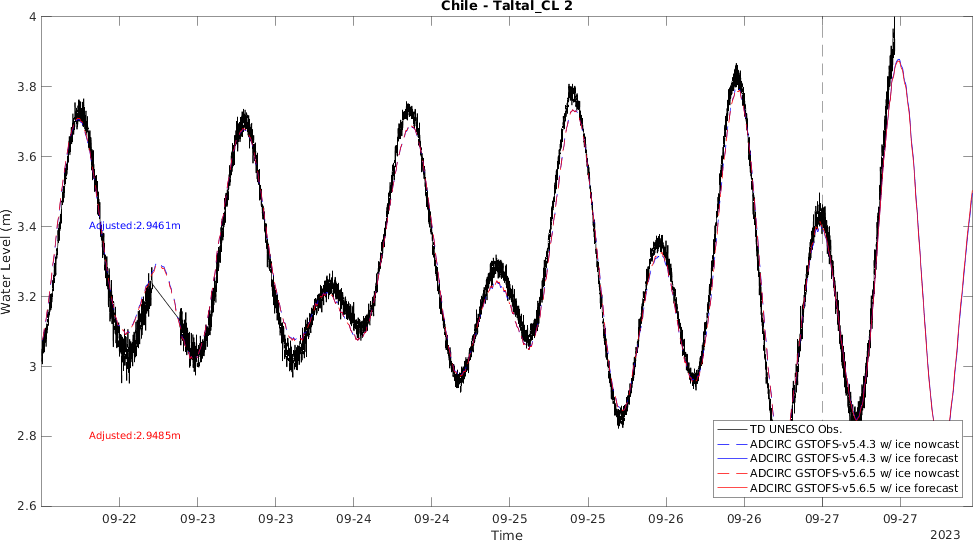 Chile - Taltal_CL 2
4
3.8
3.6
3.4
3.2
3
2.8
2.6
Water Level (m)
Adjusted:2.9461m
Adjusted:2.9485m
TD UNESCO Obs.
ADCIRC GSTOFS-v5.4.3 w/ ice nowcast
ADCIRC GSTOFS-v5.4.3 w/ ice forecast
ADCIRC GSTOFS-v5.6.5 w/ ice nowcast
ADCIRC GSTOFS-v5.6.5 w/ ice forecast
09-22 09-23 09-23 09-24 09-24 09-25 09-25 09-26 09-26 09-27 09-27
Time
2023